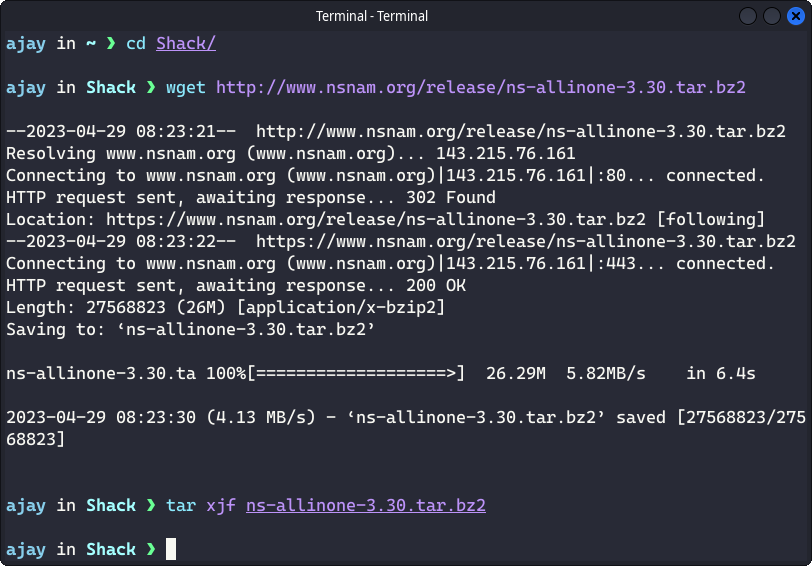 Terminal - Terminal
ajay in ~ ❯ cd Shack/
ajay in Shack ❯ wget http://www.nsnam.org/release/ns-allinone-3.30.tar.bz2
--2023-04-29 08:23:21--  http://www.nsnam.org/release/ns-allinone-3.30.tar.bz2
Resolving www.nsnam.org (www.nsnam.org)... 143.215.76.161
Connecting to www.nsnam.org (www.nsnam.org)|143.215.76.161|:80... connected.
HTTP request sent, awaiting response... 302 Found
Location: https://www.nsnam.org/release/ns-allinone-3.30.tar.bz2 [following]
--2023-04-29 08:23:22--  https://www.nsnam.org/release/ns-allinone-3.30.tar.bz2
Connecting to www.nsnam.org (www.nsnam.org)|143.215.76.161|:443... connected.
HTTP request sent, awaiting response... 200 OK
Length: 27568823 (26M) [application/x-bzip2]
Saving to: ‘ns-allinone-3.30.tar.bz2’
ns-allinone-3.30.ta 100%[===================>]  26.29M  5.82MB/s    in 6.4s
2023-04-29 08:23:30 (4.13 MB/s) - ‘ns-allinone-3.30.tar.bz2’ saved [27568823/275
68823]
ajay in Shack ❯ tar xjf ns-allinone-3.30.tar.bz2
ajay in Shack ❯